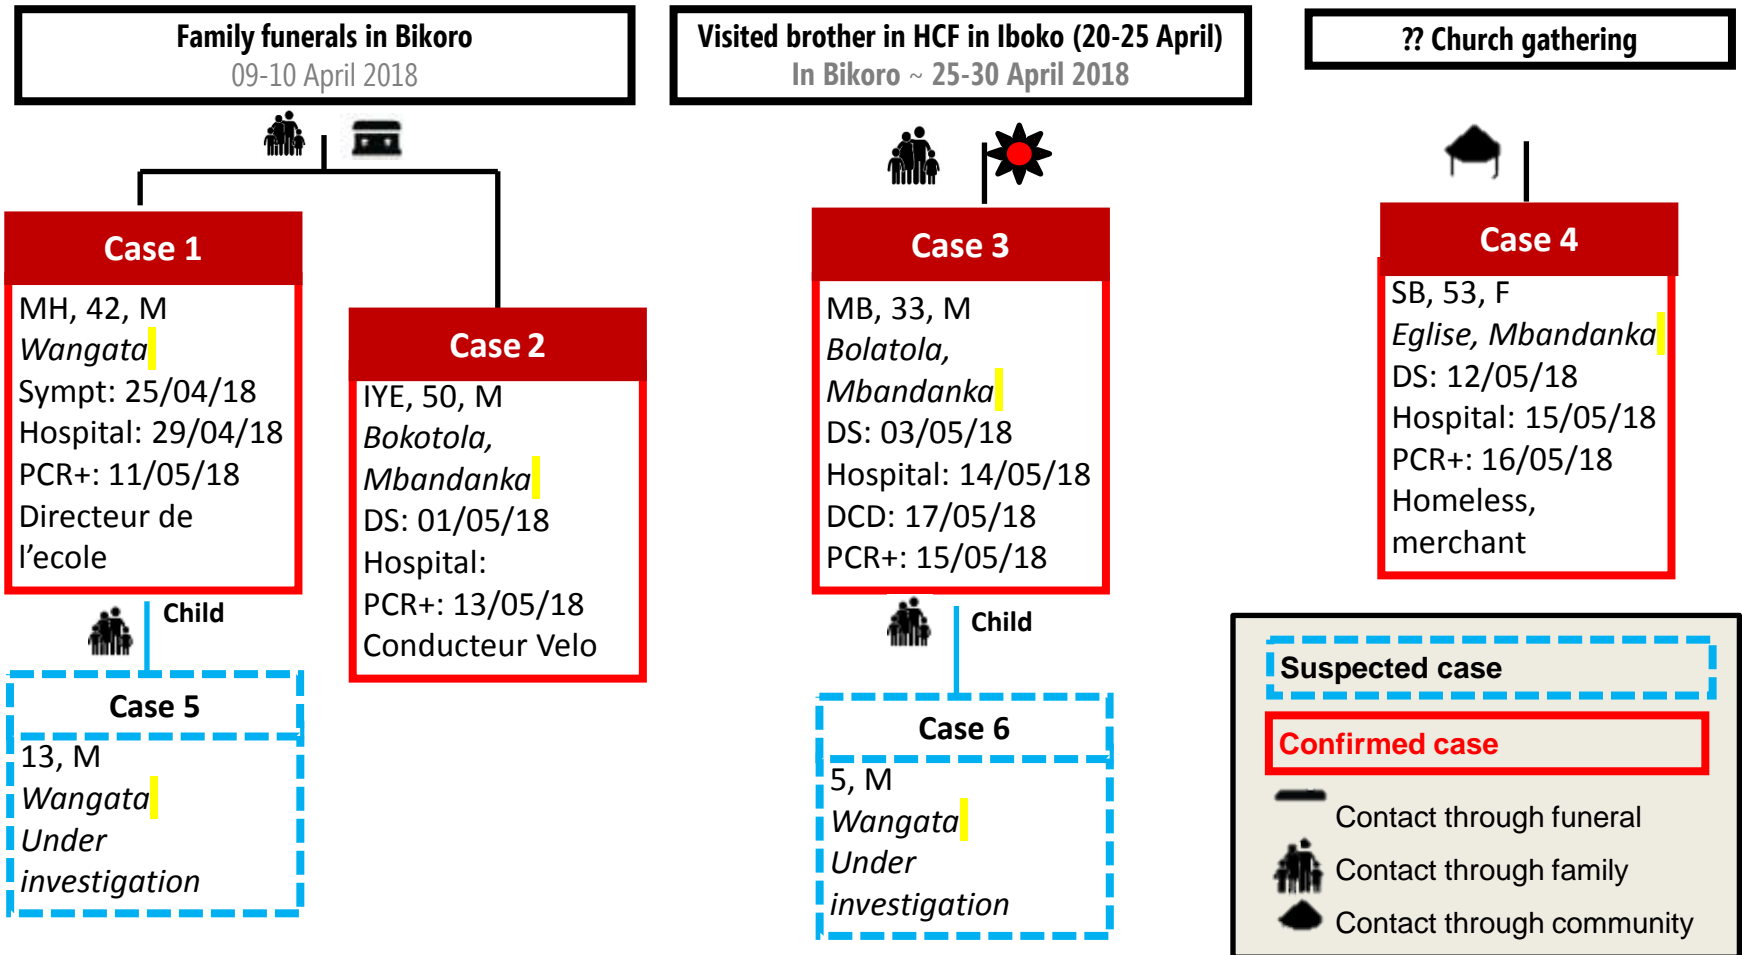 Family funerals in Bikoro
09-10 April 2018
Visited brother in HCF in Iboko (20-25 April)
In Bikoro ~ 25-30 April 2018
?? Church gathering
Case 1
MH, 42, M
Wangata
Sympt: 25/04/18
Hospital: 29/04/18
PCR+: 11/05/18
Directeur de
l’ecole
Case 2
IYE, 50, M
Bokotola,
Mbandanka
DS: 01/05/18
Hospital:
PCR+: 13/05/18
Conducteur Velo
Case 3
MB, 33, M
Bolatola,
Mbandanka
DS: 03/05/18
Hospital: 14/05/18
DCD: 17/05/18
PCR+: 15/05/18
Case 4
SB, 53, F
Eglise, Mbandanka
DS: 12/05/18
Hospital: 15/05/18
PCR+: 16/05/18
Homeless,
merchant
Child
Case 5
13, M
Wangata
Under
investigation
Child
Case 6
5, M
Wangata
Under
investigation
Suspected case
Confirmed case
Contact through funeral
Contact through family
Contact through community